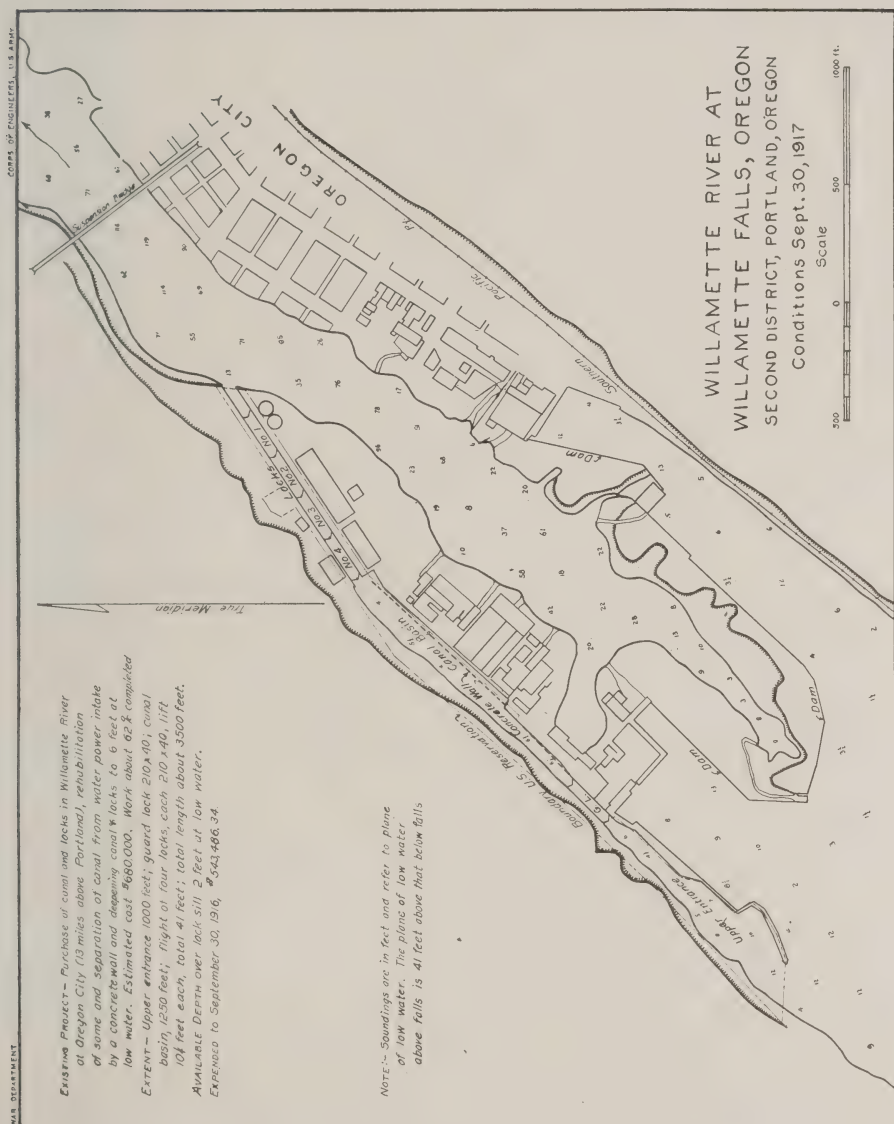 WAR DEPARTMENT
CORPS OF ENGINEERS, U.S ARMY
EXISTING PROJECT — Purchase of canal and locks in Willamette River
at Oregon City (13 miles above Portland), rehabilitation
of same and separation of canal from water power intake
by a concrete wall and deepening canal & locks to 6 feet at
low water. Estimated cost $680,000. Work about 62 % completed
EXTENT — Upper entrance 1000 feet; guard lock 210 x 40; canal
basin, 1250 feet; flight of four locks, each 210 x 40, lift
10¼ feet each, total 41 feet; total length about 3500 feet.
AVAILABLE DEPTH over lock sill 2 feet at low water.
EXPENDED to September 30, 1916, $543,486.34.
NOTE:- Soundings are in feet and refer to plane
of low water. The plane of low water
above falls is 41 feet above that below falls
True Meridian
Suspension Bridge
OREGON CITY
Southern Pacific Ry.
LOCKS
No. 1
No. 2
No. 3
No. 4
Canal Basin
Concrete Wall
Boundary U.S. Reservation
G.L.
Upper Entrance
Dam
Dam
Dam
WILLAMETTE RIVER AT
WILLAMETTE FALLS, OREGON
SECOND DISTRICT, PORTLAND, OREGON
Conditions Sept. 30, 1917
Scale
500 0 500 1000 ft.